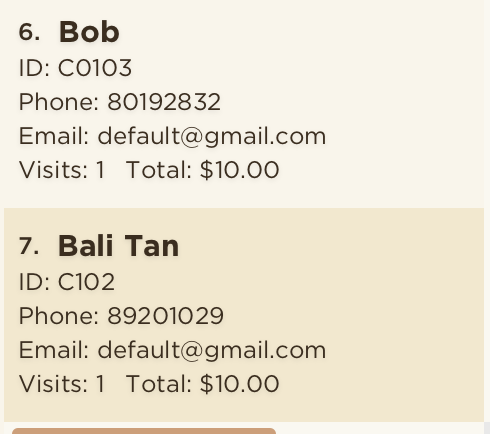 6. Bob
ID: C0103
Phone: 80192832
Email: default@gmail.com
Visits: 1 Total: $10.00
7. Bali Tan
ID: C102
Phone: 89201029
Email: default@gmail.com
Visits: 1 Total: $10.00